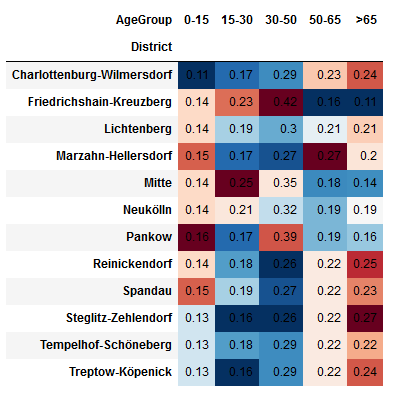 AgeGroup 0-15 15-30 30-50 50-65 >65
District
Charlottenburg-Wilmersdorf 0.11 0.17 0.29 0.23 0.24
Friedrichshain-Kreuzberg 0.14 0.23 0.42 0.16 0.11
Lichtenberg 0.14 0.19 0.3 0.21 0.21
Marzahn-Hellersdorf 0.15 0.17 0.27 0.27 0.2
Mitte 0.14 0.25 0.35 0.18 0.14
Neukölln 0.14 0.21 0.32 0.19 0.19
Pankow 0.16 0.17 0.39 0.19 0.16
Reinickendorf 0.14 0.18 0.26 0.22 0.25
Spandau 0.15 0.19 0.27 0.22 0.23
Steglitz-Zehlendorf 0.13 0.16 0.26 0.22 0.27
Tempelhof-Schöneberg 0.13 0.18 0.29 0.22 0.22
Treptow-Köpenick 0.13 0.16 0.29 0.22 0.24